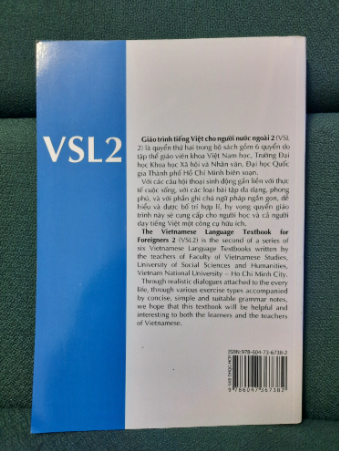 VSL2
Giáo trình tiếng Việt cho người nước ngoài 2 (VSL
2) là quyển thứ hai trong bộ sách gồm 6 quyển do
tập thể giáo viên khoa Việt Nam học, Trường Đại
học Khoa học Xã hội và Nhân văn, Đại học Quốc
gia Thành phố Hồ Chí Minh biên soạn.
Với các câu hội thoại sinh động gắn liền với thực
tế cuộc sống, với các loại bài tập đa dạng, phong
phú, và với phần ghi chú ngữ pháp ngắn gọn, dễ
hiểu và được bố trí hợp lí, hy vọng quyển giáo
trình này sẽ cung cấp cho người học và cả người
dạy tiếng Việt một công cụ hữu ích.
The Vietnamese Language Textbook for
Foreigners 2 (VSL2) is the second of a series of
six Vietnamese Language Textbooks written by
the teachers of Faculty of Vietnamese Studies,
University of Social Sciences and Humanities,
Vietnam National University – Ho Chi Minh City.
Through realistic dialogues attached to the every
life, through various exercise types accompanied
by concise, simple and suitable grammar notes,
we hope that this textbook will be helpful and
interesting to both the learners and the teachers
of Vietnamese.
ISBN: 978-604-73-6738-2
9 786047 367382